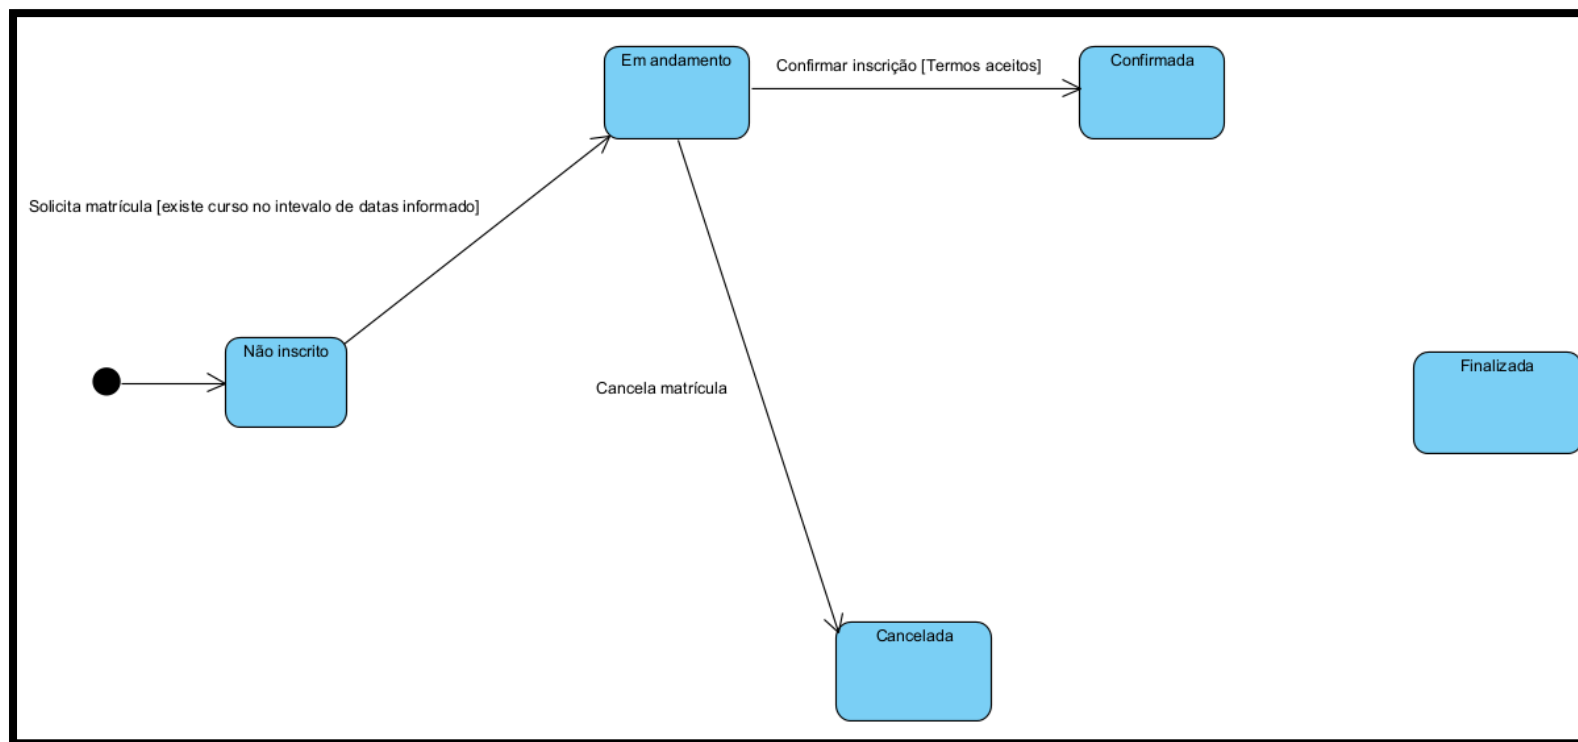 Em andamento
Confirmar inscrição [Termos aceitos]
Confirmada
Solicita matrícula [existe curso no intevalo de datas informado]
Não inscrito
Cancela matrícula
Finalizada
Cancelada